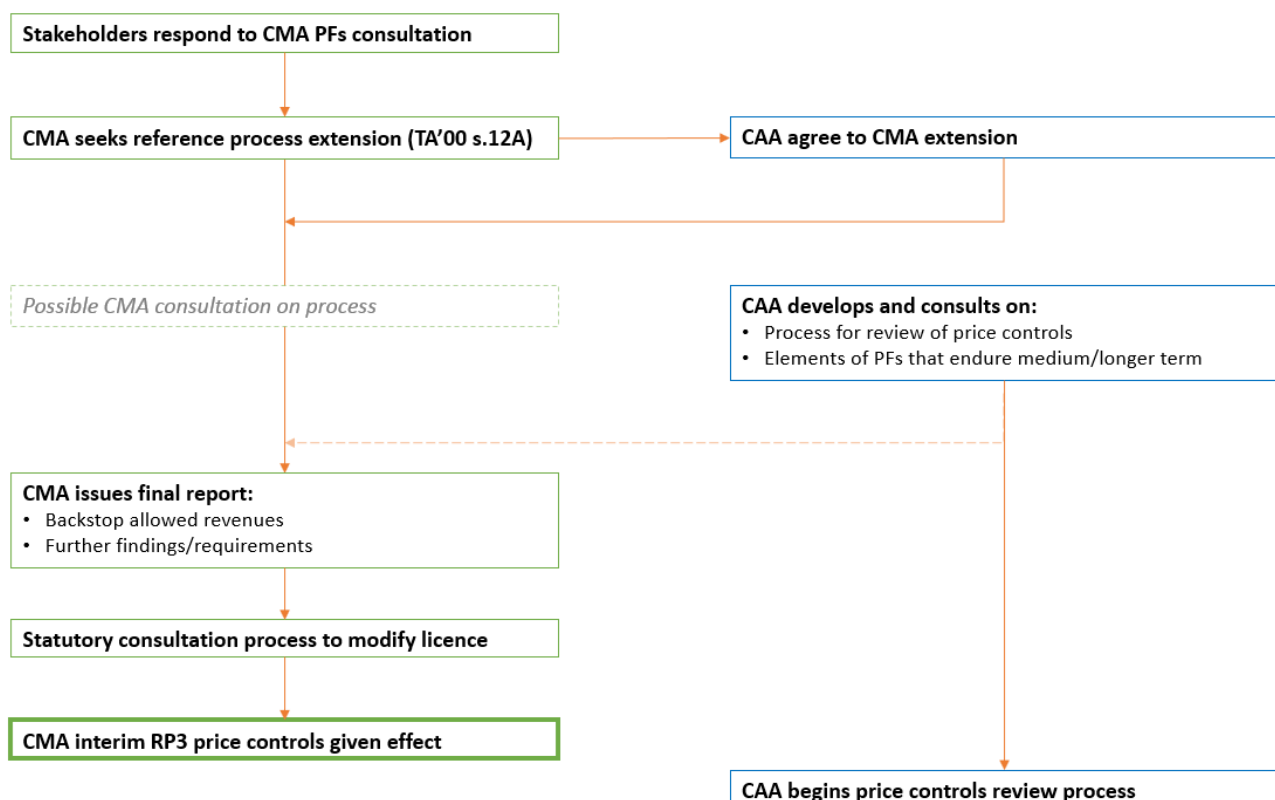 Stakeholders respond to CMA PFs consultation
CMA seeks reference process extension (TA’00 s.12A)
CAA agree to CMA extension
Possible CMA consultation on process
CAA develops and consults on:
• Process for review of price controls
• Elements of PFs that endure medium/longer term
CMA issues final report:
• Backstop allowed revenues
• Further findings/requirements
Statutory consultation process to modify licence
CMA interim RP3 price controls given effect
CAA begins price controls review process